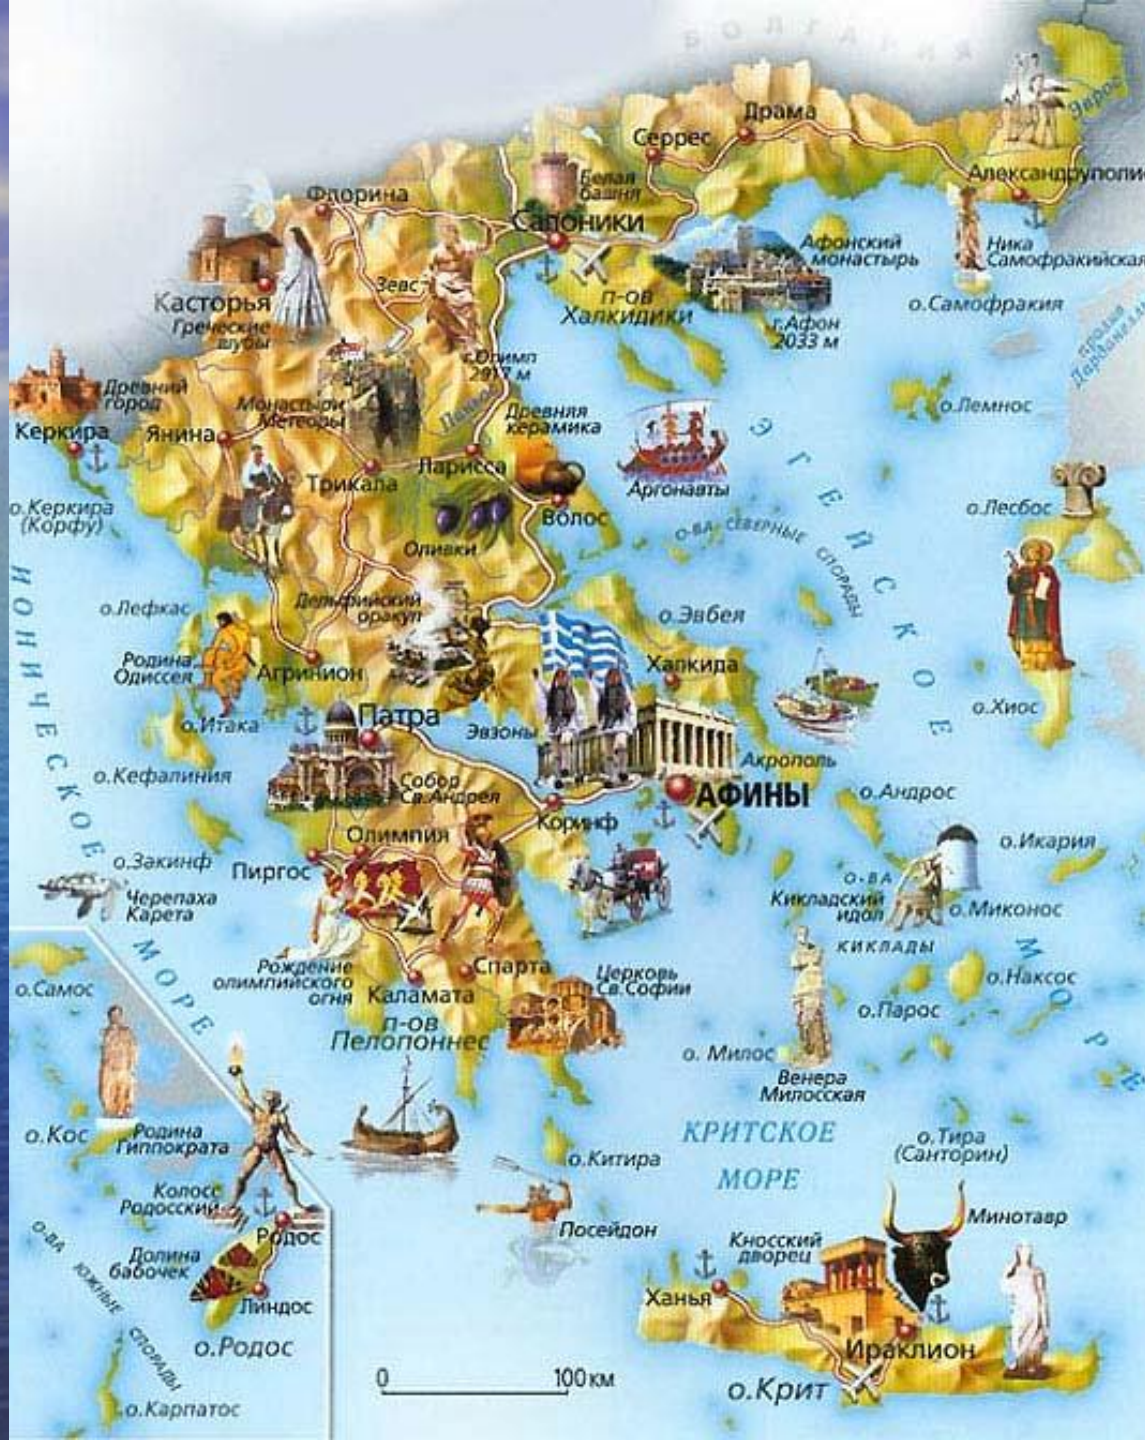 БОЛГАРИЯ
Эврос
Драма
Серрес
Александруполи
Белая
башня
Флорина
Салоники
Афонский
монастырь
Ника
Самофракийская
Зевс
Касторья
Греческие
шубы
п-ов
Халкидики
г.Афон
2033 м
о.Самофракия
пролив
Дарданеллы
г.Олимп
2917 м
Древний
город
Монастыри
Метеоры
Древняя
керамика
о.Лемнос
Керкира
Янина
Трикала
Ларисса
Аргонавты
о.Лесбос
о.Керкира
(Корфу)
Волос
О-ВА СЕВЕРНЫЕ СПОРАДЫ
Оливки
ЭГЕЙСКОЕ МОРЕ
ИОНИЧЕСКОЕ МОРЕ
о.Лефкас
Дельфийский
оракул
о.Эвбея
Родина
Одиссея
Агринион
Халкида
о.Хиос
о.Итака
Патра
Эвзоны
Акрополь
о.Кефалиния
Собор
Св.Андрея
АФИНЫ
о.Андрос
Коринф
Олимпия
о.Икария
о.Закинф
Пиргос
О-ВА
КИКЛАДЫ
Кикладский
идол
о.Миконос
Черепаха
Карета
Рождение
олимпийского
огня
Спарта
Церковь
Св.Софии
о.Наксос
о.Самос
Каламата
о.Парос
п-ов
Пелопоннес
о. Милос
Венера
Милосская
о.Кос
Родина
Гиппократа
КРИТСКОЕ
МОРЕ
о.Тира
(Санторин)
о.Китира
Колосс
Родосский
Посейдон
Минотавр
Родос
Кносский
дворец
О-ВА ЮЖНЫЕ СПОРАДЫ
Долина
бабочек
Линдос
Ханья
о.Родос
Ираклион
0 100 км
о.Крит
о.Карпатос